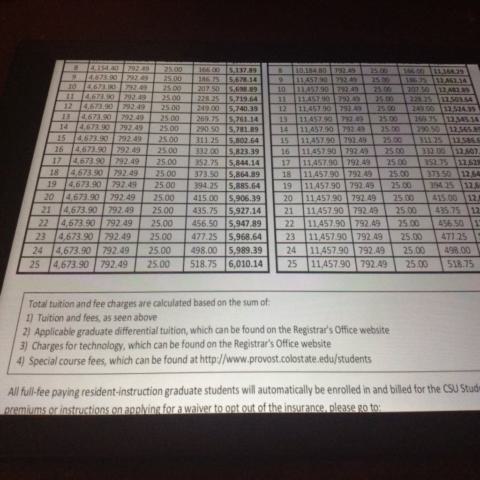 8 4,154.40 792.49 25.00 166.00 5,137.89 8 10,184.80 792.49 25.00 166.00 11,168.29
9 4,673.90 792.49 25.00 186.75 5,678.14 9 11,457.90 792.49 25.00 186.75 12,462.14
10 4,673.90 792.49 25.00 207.50 5,698.89 10 11,457.90 792.49 25.00 207.50 12,482.89
11 4,673.90 792.49 25.00 228.25 5,719.64 11 11,457.90 792.49 25.00 228.25 12,503.64
12 4,673.90 792.49 25.00 249.00 5,740.39 12 11,457.90 792.49 25.00 249.00 12,524.39
13 4,673.90 792.49 25.00 269.75 5,761.14 13 11,457.90 792.49 25.00 269.75 12,545.14
14 4,673.90 792.49 25.00 290.50 5,781.89 14 11,457.90 792.49 25.00 290.50 12,565.8
15 4,673.90 792.49 25.00 311.25 5,802.64 15 11,457.90 792.49 25.00 311.25 12,586.6
16 4,673.90 792.49 25.00 332.00 5,823.39 16 11,457.90 792.49 25.00 332.00 12,607.
17 4,673.90 792.49 25.00 352.75 5,844.14 17 11,457.90 792.49 25.00 352.75 12,628
18 4,673.90 792.49 25.00 373.50 5,864.89 18 11,457.90 792.49 25.00 373.50 12,64
19 4,673.90 792.49 25.00 394.25 5,885.64 19 11,457.90 792.49 25.00 394.25 12,6
20 4,673.90 792.49 25.00 415.00 5,906.39 20 11,457.90 792.49 25.00 415.00 12,
21 4,673.90 792.49 25.00 435.75 5,927.14 21 11,457.90 792.49 25.00 435.75 12
22 4,673.90 792.49 25.00 456.50 5,947.89 22 11,457.90 792.49 25.00 456.50 1
23 4,673.90 792.49 25.00 477.25 5,968.64 23 11,457.90 792.49 25.00 477.25
24 4,673.90 792.49 25.00 498.00 5,989.39 24 11,457.90 792.49 25.00 498.00
25 4,673.90 792.49 25.00 518.75 6,010.14 25 11,457.90 792.49 25.00 518.75
Total tuition and fee charges are calculated based on the sum of:
1) Tuition and fees, as seen above
2) Applicable graduate differential tuition, which can be found on the Registrar's Office website
3) Charges for technology, which can be found on the Registrar's Office website
4) Special course fees, which can be found at http://www.provost.colostate.edu/students
All full-fee paying resident-instruction graduate students will automatically be enrolled in and billed for the CSU Stude
premiums or instructions on applying for a waiver to opt out of the insurance, please go to: